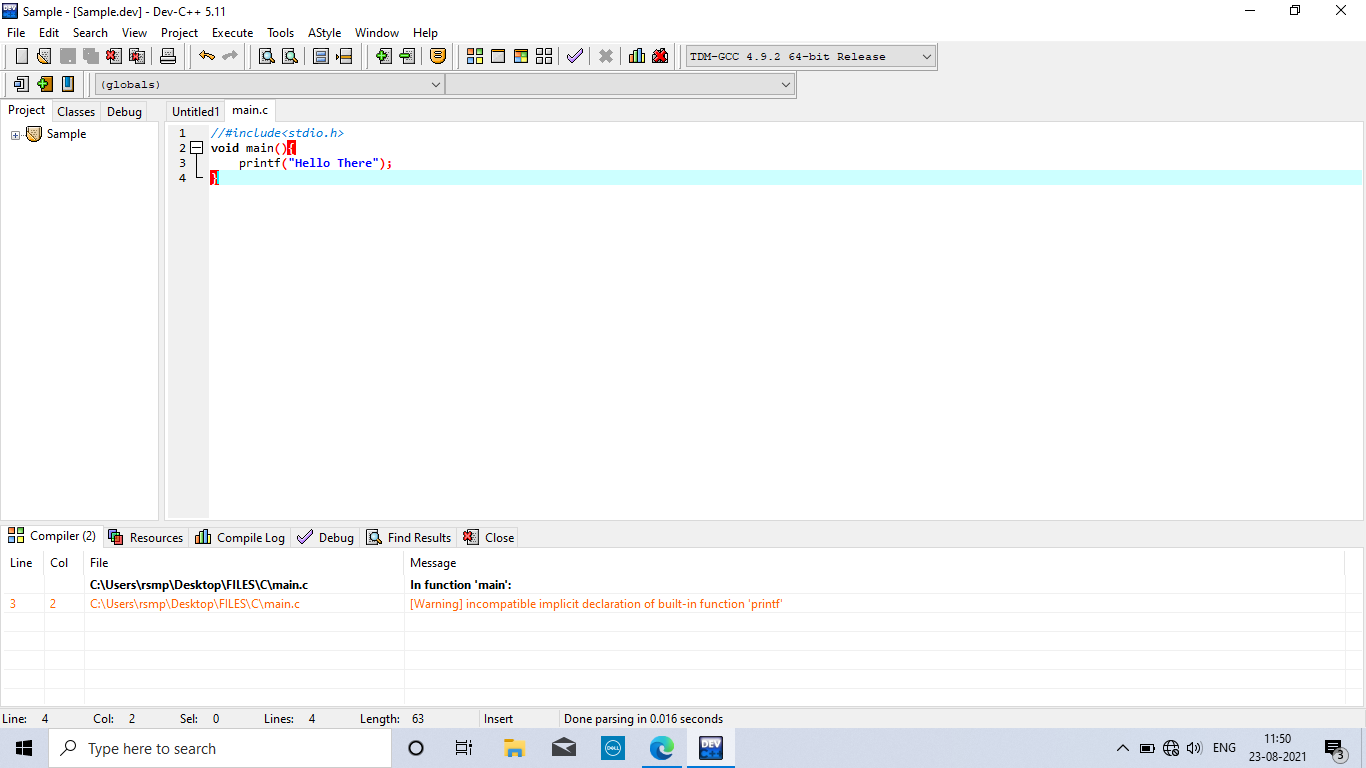 Sample - [Sample.dev] - Dev-C++ 5.11
File Edit Search View Project Execute Tools AStyle Window Help
TDM-GCC 4.9.2 64-bit Release
(globals)
Project Classes Debug Untitled1 main.c
Sample
1 //#include<stdio.h>
2 void main(){
3 printf("Hello There");
4 }
Compiler (2) Resources Compile Log Debug Find Results Close
Line Col File Message
C:\Users\rsmp\Desktop\FILES\C\main.c In function 'main':
3 2 C:\Users\rsmp\Desktop\FILES\C\main.c [Warning] incompatible implicit declaration of built-in function 'printf'
Line: 4 Col: 2 Sel: 0 Lines: 4 Length: 63 Insert Done parsing in 0.016 seconds
Type here to search
DELL
DEV
C++
ENG
11:50
23-08-2021
3